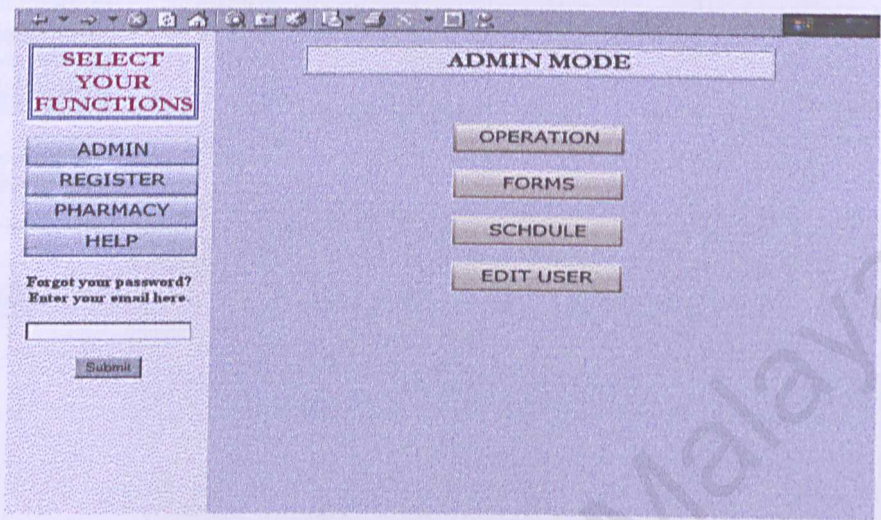 SELECT
YOUR
FUNCTIONS
ADMIN
REGISTER
PHARMACY
HELP
Forgot your password?
Enter your email here
Submit
ADMIN MODE
OPERATION
FORMS
SCHDULE
EDIT USER
Malaya